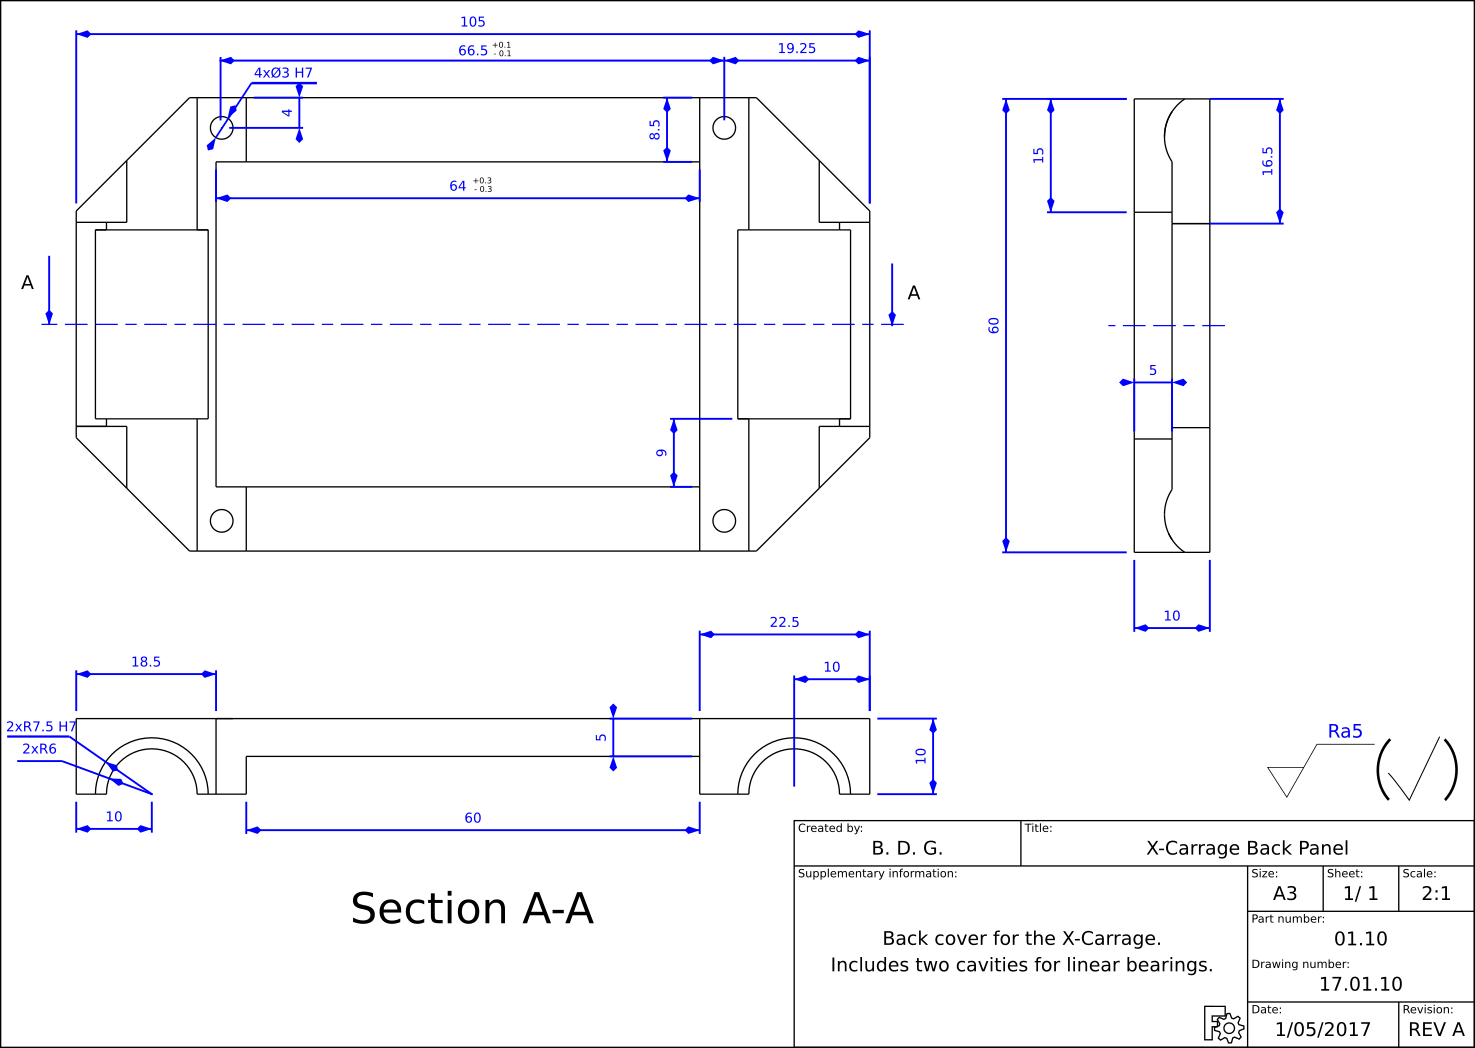 105
66.5 +0.1
- 0.1
19.25
4xØ3 H7
4
8.5
64 +0.3
- 0.3
A
A
9
60
15
16.5
5
10
22.5
18.5
10
2xR7.5 H7
2xR6
5
10
10
60
Ra5
Section A-A
Created by:
B. D. G.
Title:
X-Carrage Back Panel
Supplementary information:
Back cover for the X-Carrage.
Includes two cavities for linear bearings.
Size:
A3
Sheet:
1/ 1
Scale:
2:1
Part number:
01.10
Drawing number:
17.01.10
Date:
1/05/2017
Revision:
REV A